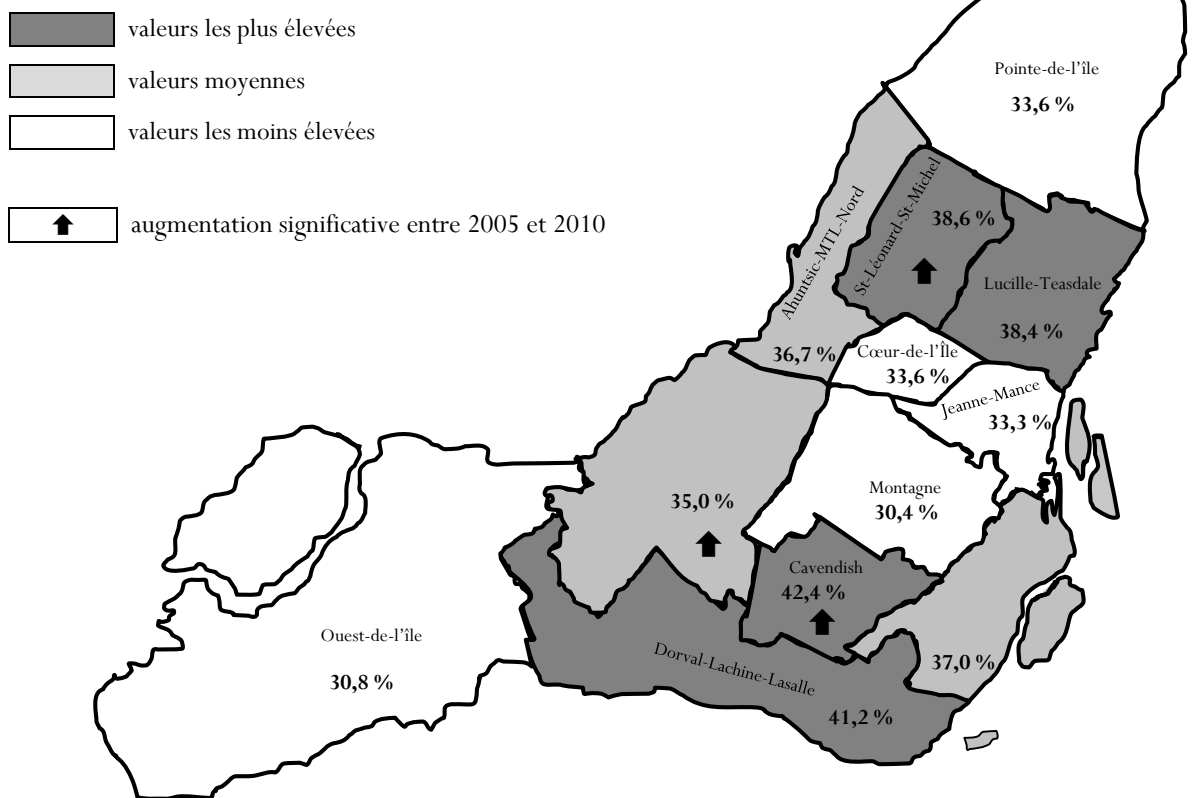 valeurs les plus élevées
valeurs moyennes
valeurs les moins élevées
augmentation significative entre 2005 et 2010
Pointe-de-l'île
33,6 %
Ahuntsic-MTL-Nord
36,7 %
St-Léonard-St-Michel
38,6 %
Lucille-Teasdale
38,4 %
Cœur-de-l'Île
33,6 %
Jeanne-Mance
33,3 %
35,0 %
Montagne
30,4 %
Cavendish
42,4 %
Ouest-de-l'île
30,8 %
Dorval-Lachine-Lasalle
41,2 %
37,0 %